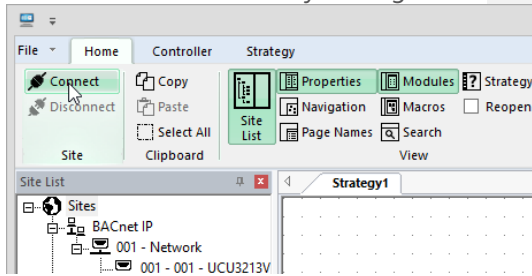 File Home Controller Strategy
Connect Copy Properties Modules Strategy
Disconnect Paste Site List Navigation Macros Reopen
Select All Page Names Search
Site Clipboard View
Site List Strategy1
Sites
BACnet IP
001 - Network
001 - 001 - UCU3213V